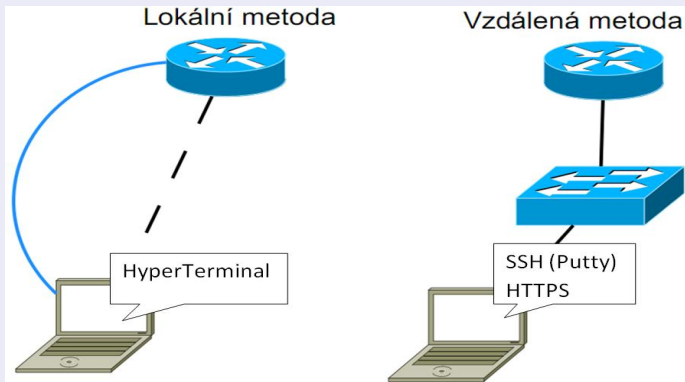 Lokální metoda
Vzdálená metoda
HyperTerminal
SSH (Putty)
HTTPS